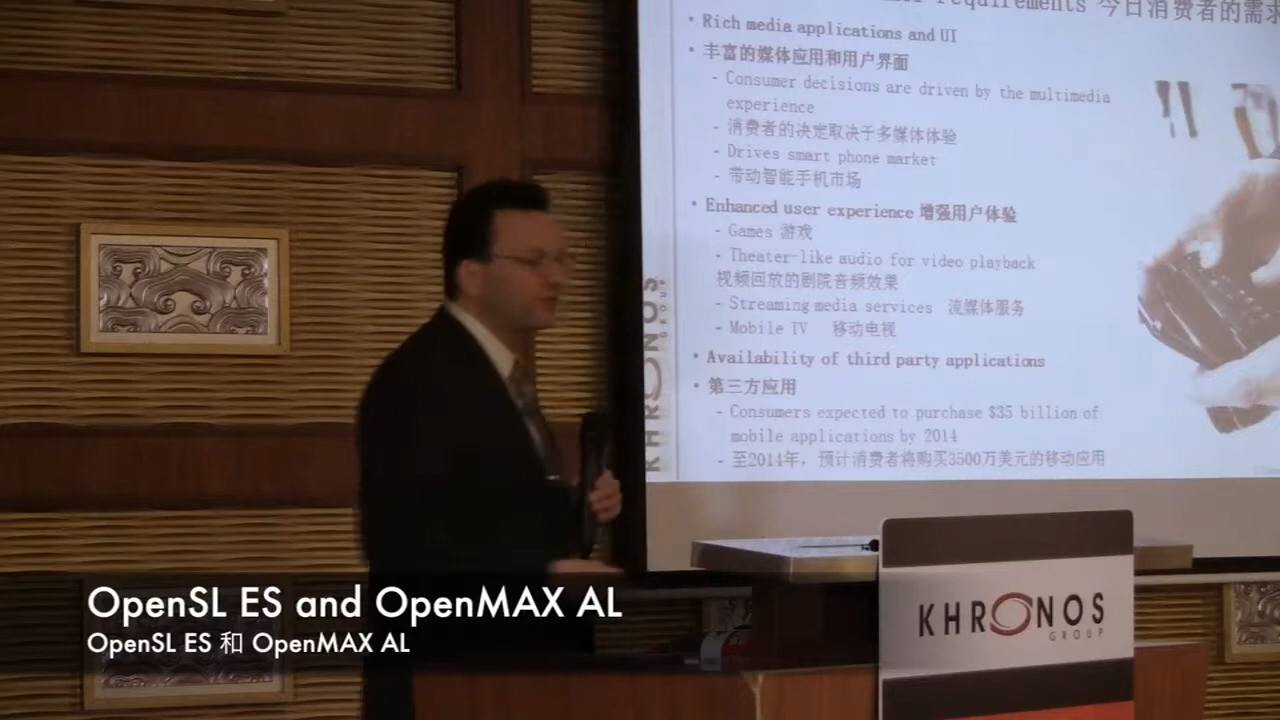 requirements 今日消费者的需求
• Rich media applications and UI
• 丰富的媒体应用和用户界面
- Consumer decisions are driven by the multimedia
experience
- 消费者的决定取决于多媒体体验
- Drives smart phone market
- 带动智能手机市场
• Enhanced user experience 增强用户体验
- Games 游戏
- Theater-like audio for video playback
视频回放的剧院音频效果
- Streaming media services 流媒体服务
- Mobile TV 移动电视
• Availability of third party applications
• 第三方应用
- Consumers expected to purchase $35 billion of
mobile applications by 2014
- 至2014年，预计消费者将购买3500万美元的移动应用
KHRONOS
GROUP
OpenSL ES and OpenMAX AL
OpenSL ES 和 OpenMAX AL
KHRONOS
GROUP